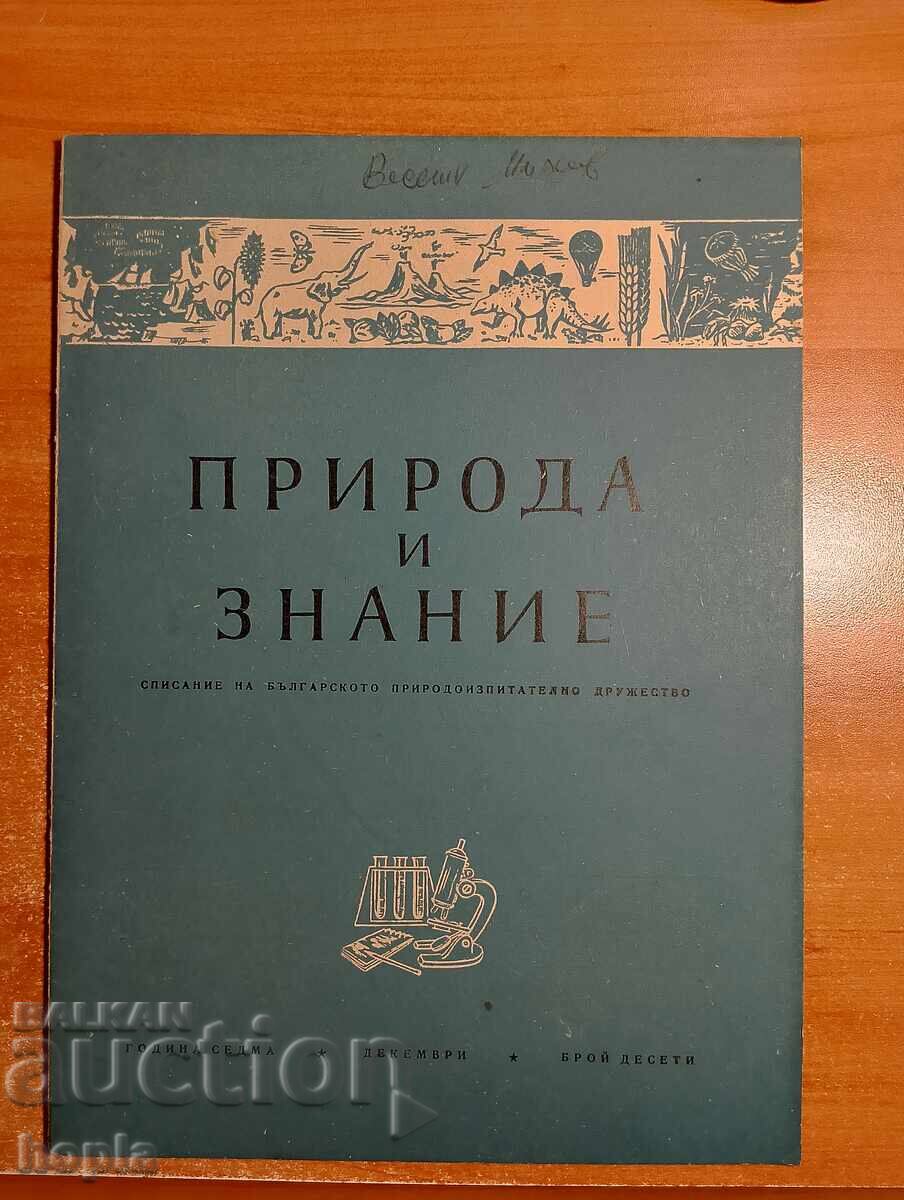 ПРИРОДА
И
ЗНАНИЕ
СПИСАНИЕ НА БЪЛГАРСКОТО ПРИРОДОИЗПИТАТЕЛНО ДРУЖЕСТВО
ГОДИНА СЕДМА ★ ДЕКЕМВРИ ★ БРОЙ ДЕСЕТИ
BALKAN
auction
hopla